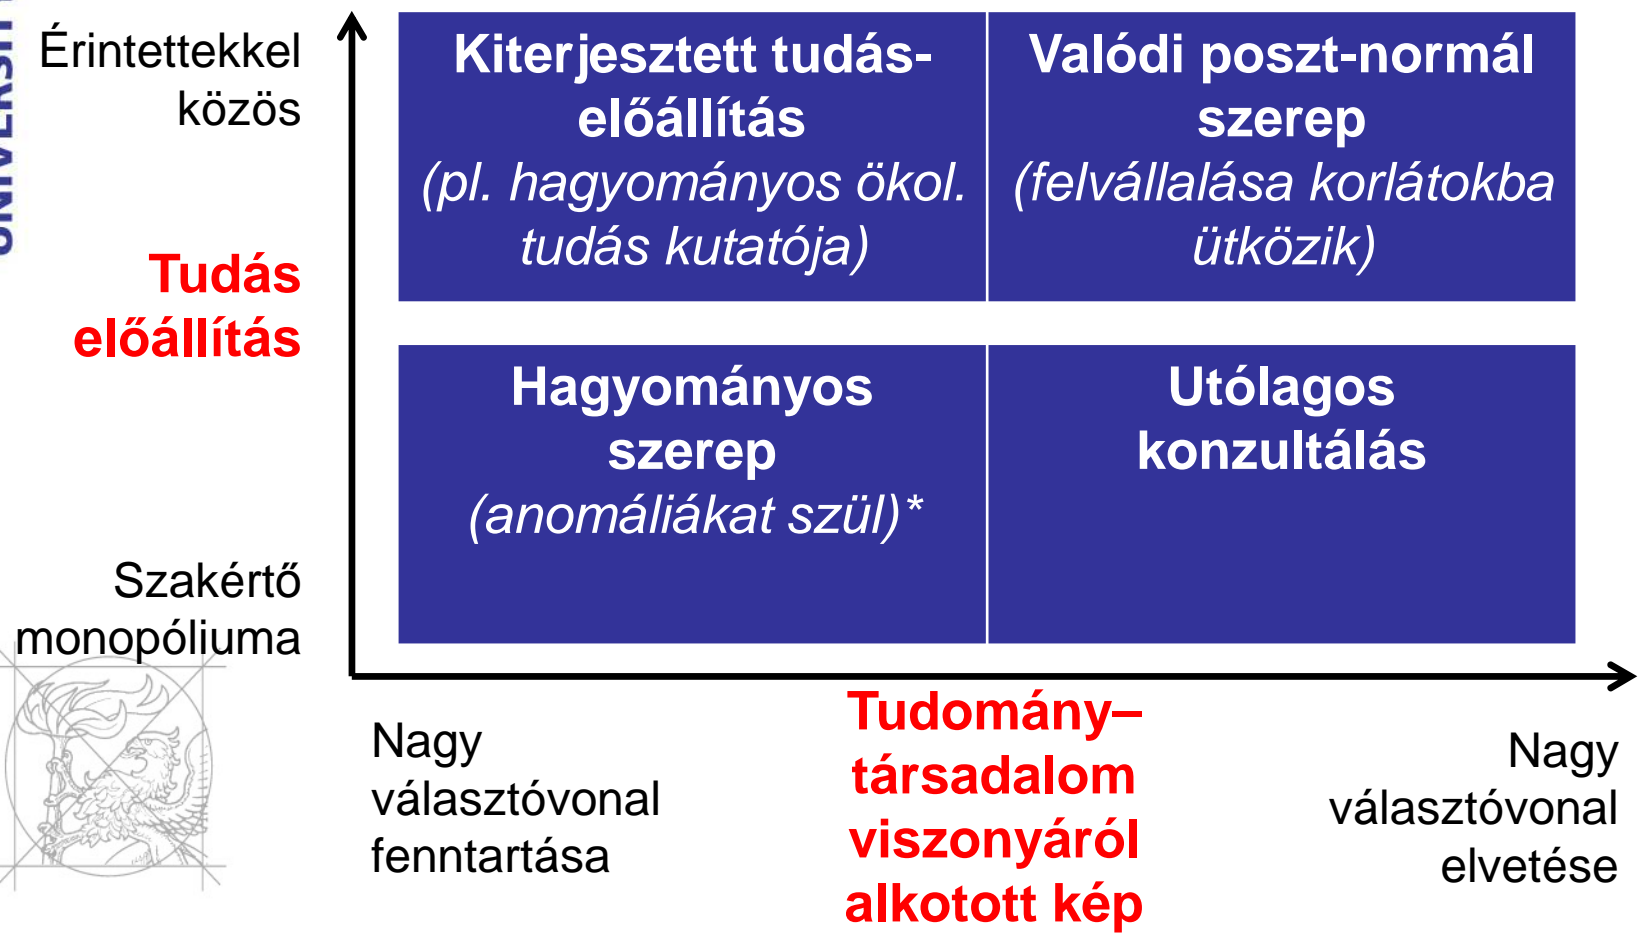 UNIVERSIT
Érintettekkel
közös
Kiterjesztett tudás-
előállítás
(pl. hagyományos ökol.
tudás kutatója)
Valódi poszt-normál
szerep
(felvállalása korlátokba
ütközik)
Tudás
előállítás
Hagyományos
szerep
(anomáliákat szül)*
Utólagos
konzultálás
Szakértő
monopóliuma
Nagy
választóvonal
fenntartása
Tudomány–
társadalom
viszonyáról
alkotott kép
Nagy
választóvonal
elvetése